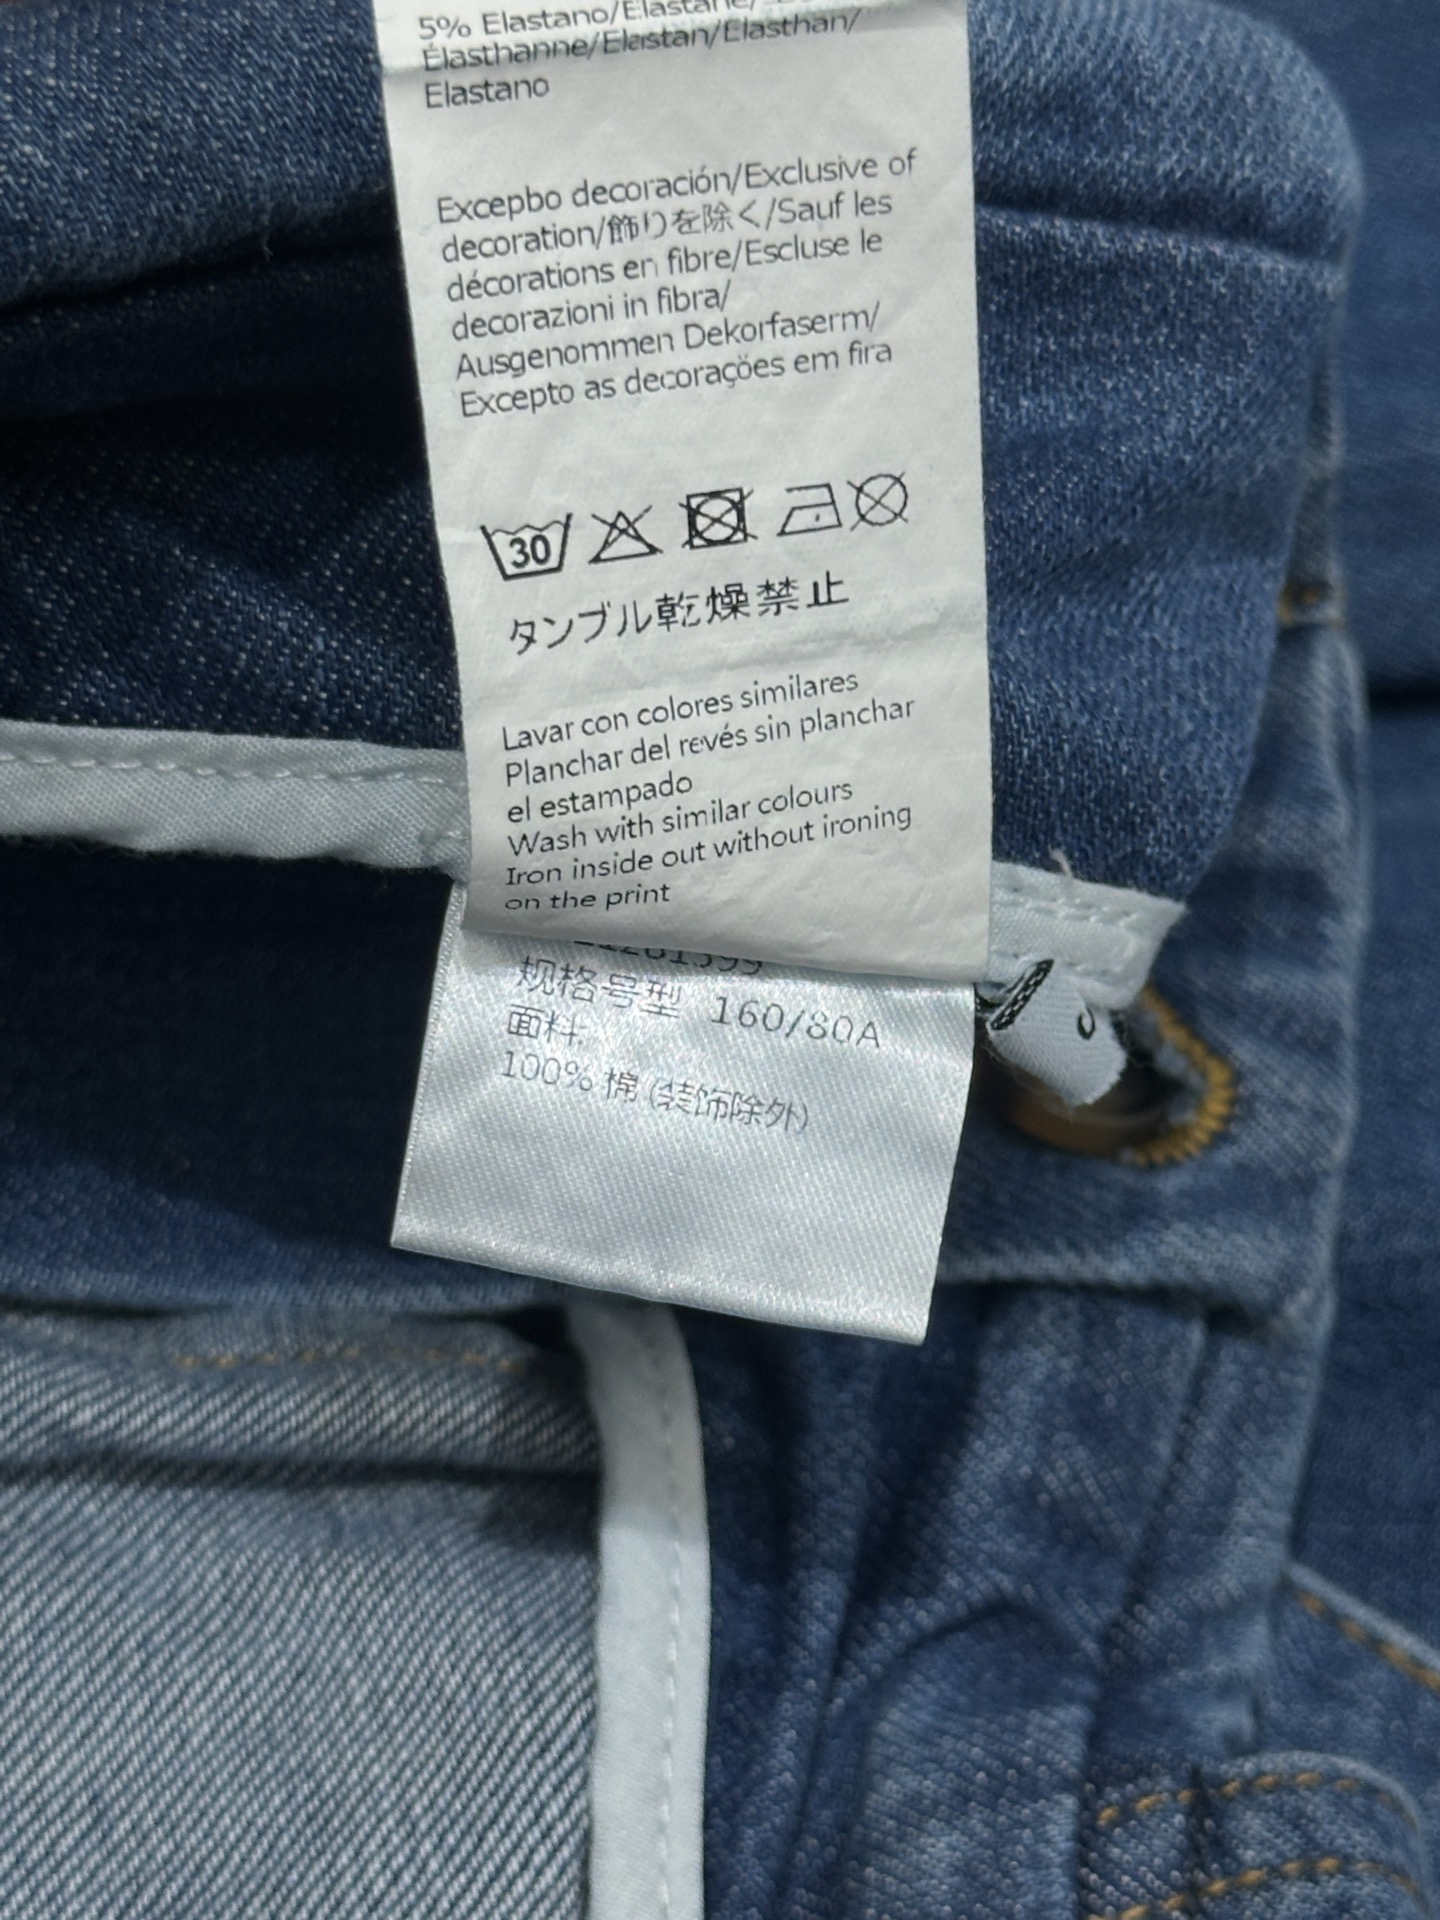 5% Elastano/Elastane/
Élasthanne/Elastan/Elasthan/
Elastano
Excepbo decoración/Exclusive of
decoration/飾りを除く/Sauf les
décorations en fibre/Escluse le
decorazioni in fibra/
Ausgenommen Dekorfaserm/
Excepto as decorações em fira
30
タンブル乾燥禁止
Lavar con colores similares
Planchar del revés sin planchar
el estampado
Wash with similar colours
Iron inside out without ironing
on the print
规格号型 160/80A
面料:
100% 棉 (装饰除外)